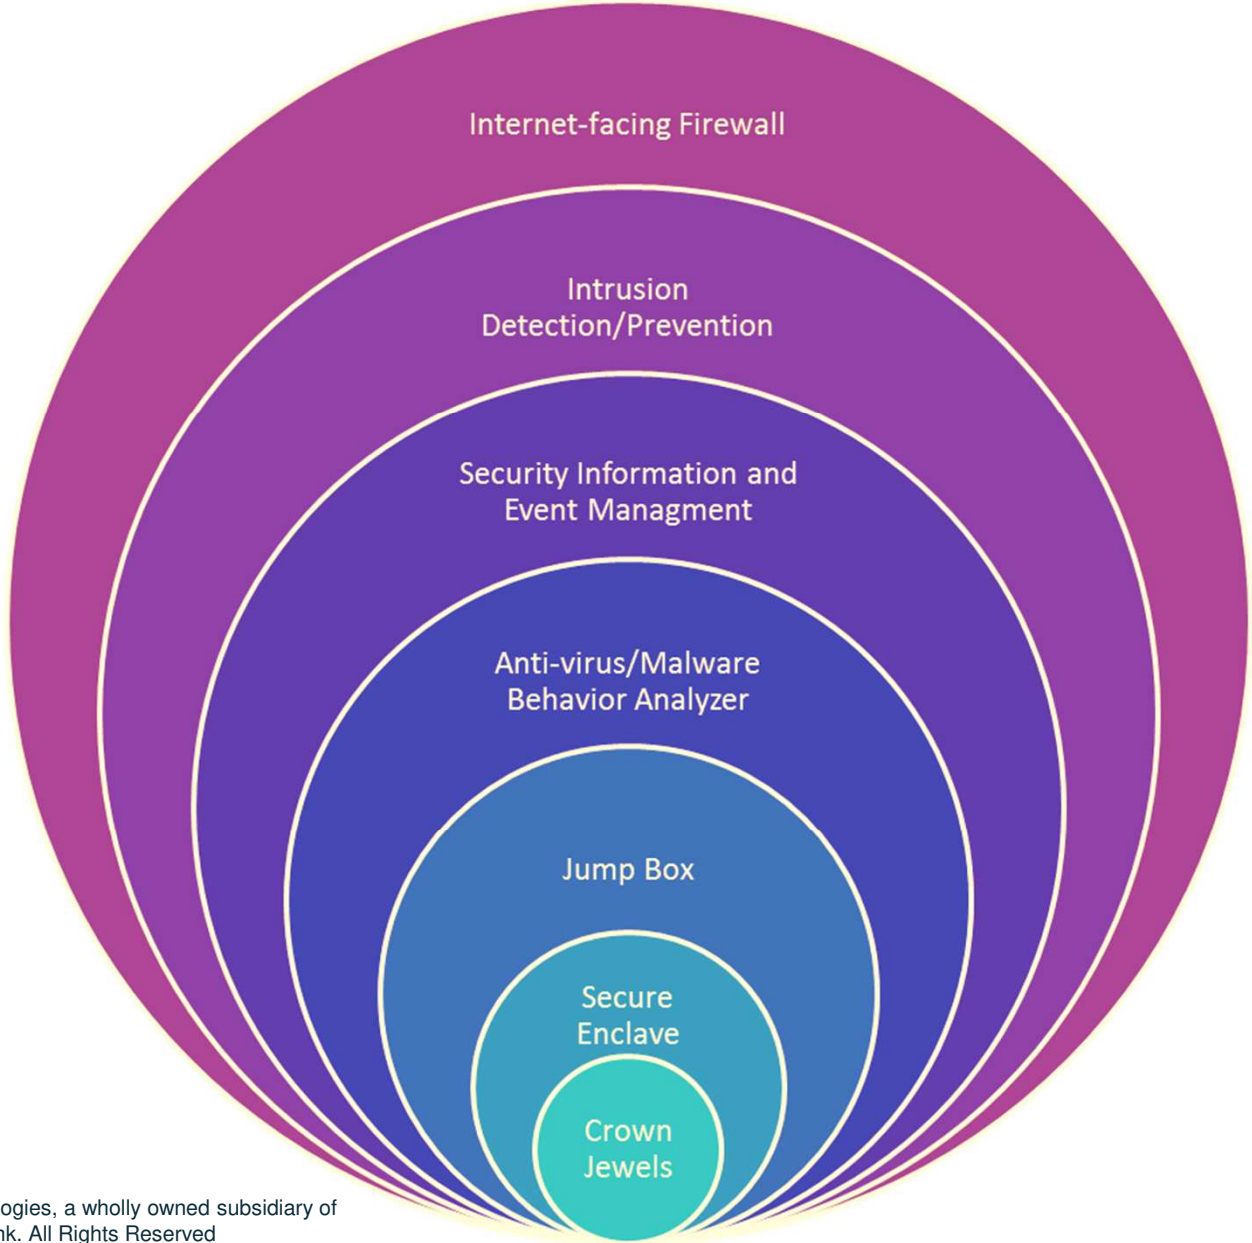 Internet-facing Firewall
Intrusion
Detection/Prevention
Security Information and
Event Managment
Anti-virus/Malware
Behavior Analyzer
Jump Box
Secure
Enclave
Crown
Jewels
ogies, a wholly owned subsidiary of
nk. All Rights Reserved